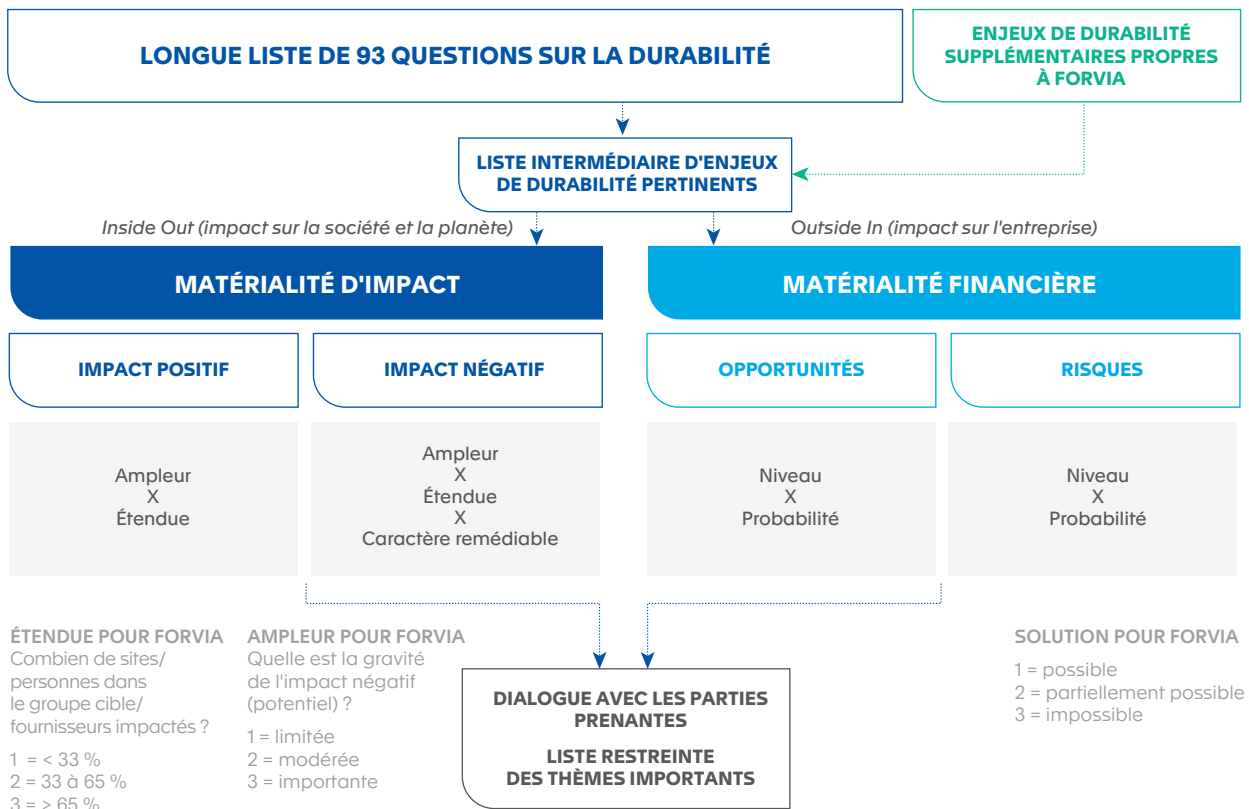 LONGUE LISTE DE 93 QUESTIONS SUR LA DURABILITÉ
ENJEUX DE DURABILITÉ
SUPPLÉMENTAIRES PROPRES
À FORVIA
LISTE INTERMÉDIAIRE D'ENJEUX
DE DURABILITÉ PERTINENTS
Inside Out (impact sur la société et la planète)
Outside In (impact sur l'entreprise)
MATÉRIALITÉ D'IMPACT
MATÉRIALITÉ FINANCIÈRE
IMPACT POSITIF
IMPACT NÉGATIF
OPPORTUNITÉS
RISQUES
Ampleur
X
Étendue
Ampleur
X
Étendue
X
Caractère remédiable
Niveau
X
Probabilité
Niveau
X
Probabilité
ÉTENDUE POUR FORVIA
Combien de sites/
personnes dans
le groupe cible/
fournisseurs impactés ?
1 = < 33 %
2 = 33 à 65 %
3 = > 65 %
AMPLEUR POUR FORVIA
Quelle est la gravité
de l'impact négatif
(potentiel) ?
1 = limitée
2 = modérée
3 = importante
DIALOGUE AVEC LES PARTIES
PRENANTES
LISTE RESTREINTE
DES THÈMES IMPORTANTS
SOLUTION POUR FORVIA
1 = possible
2 = partiellement possible
3 = impossible